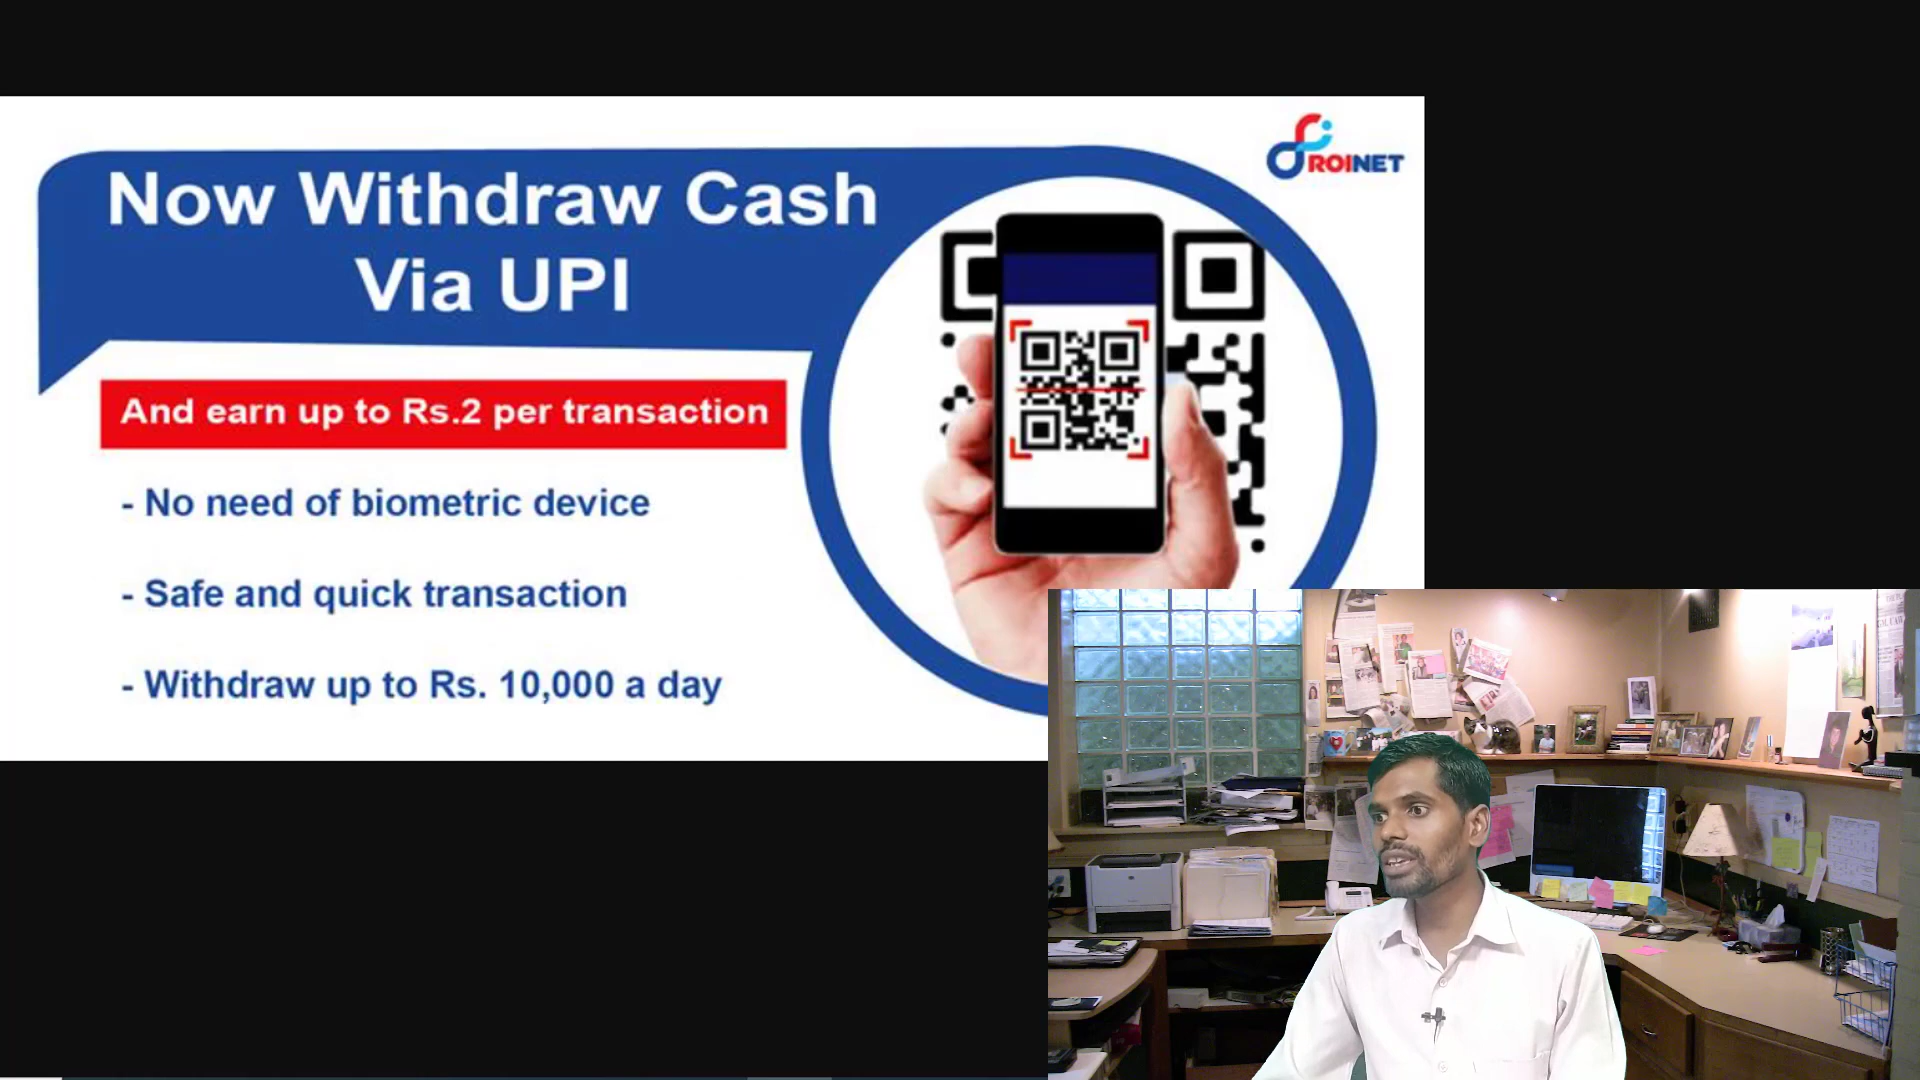 ROINET
Now Withdraw Cash
Via UPI
And earn up to Rs.2 per transaction
- No need of biometric device
- Safe and quick transaction
- Withdraw up to Rs. 10,000 a day